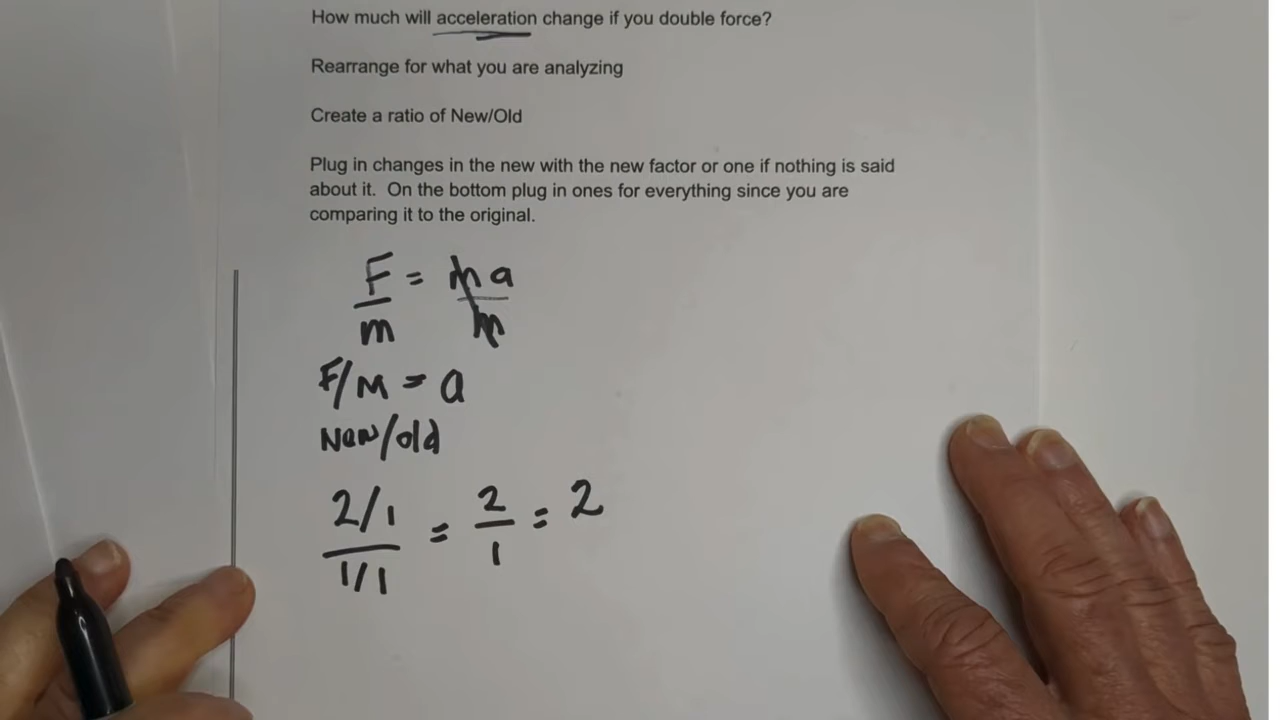 How much will acceleration change if you double force?
Rearrange for what you are analyzing
Create a ratio of New/Old
Plug in changes in the new with the new factor or one if nothing is said
about it. On the bottom plug in ones for everything since you are
comparing it to the original.
F/m = ma/m
F/M = a
New/old
2/1 / 1/1 = 2/1 = 2